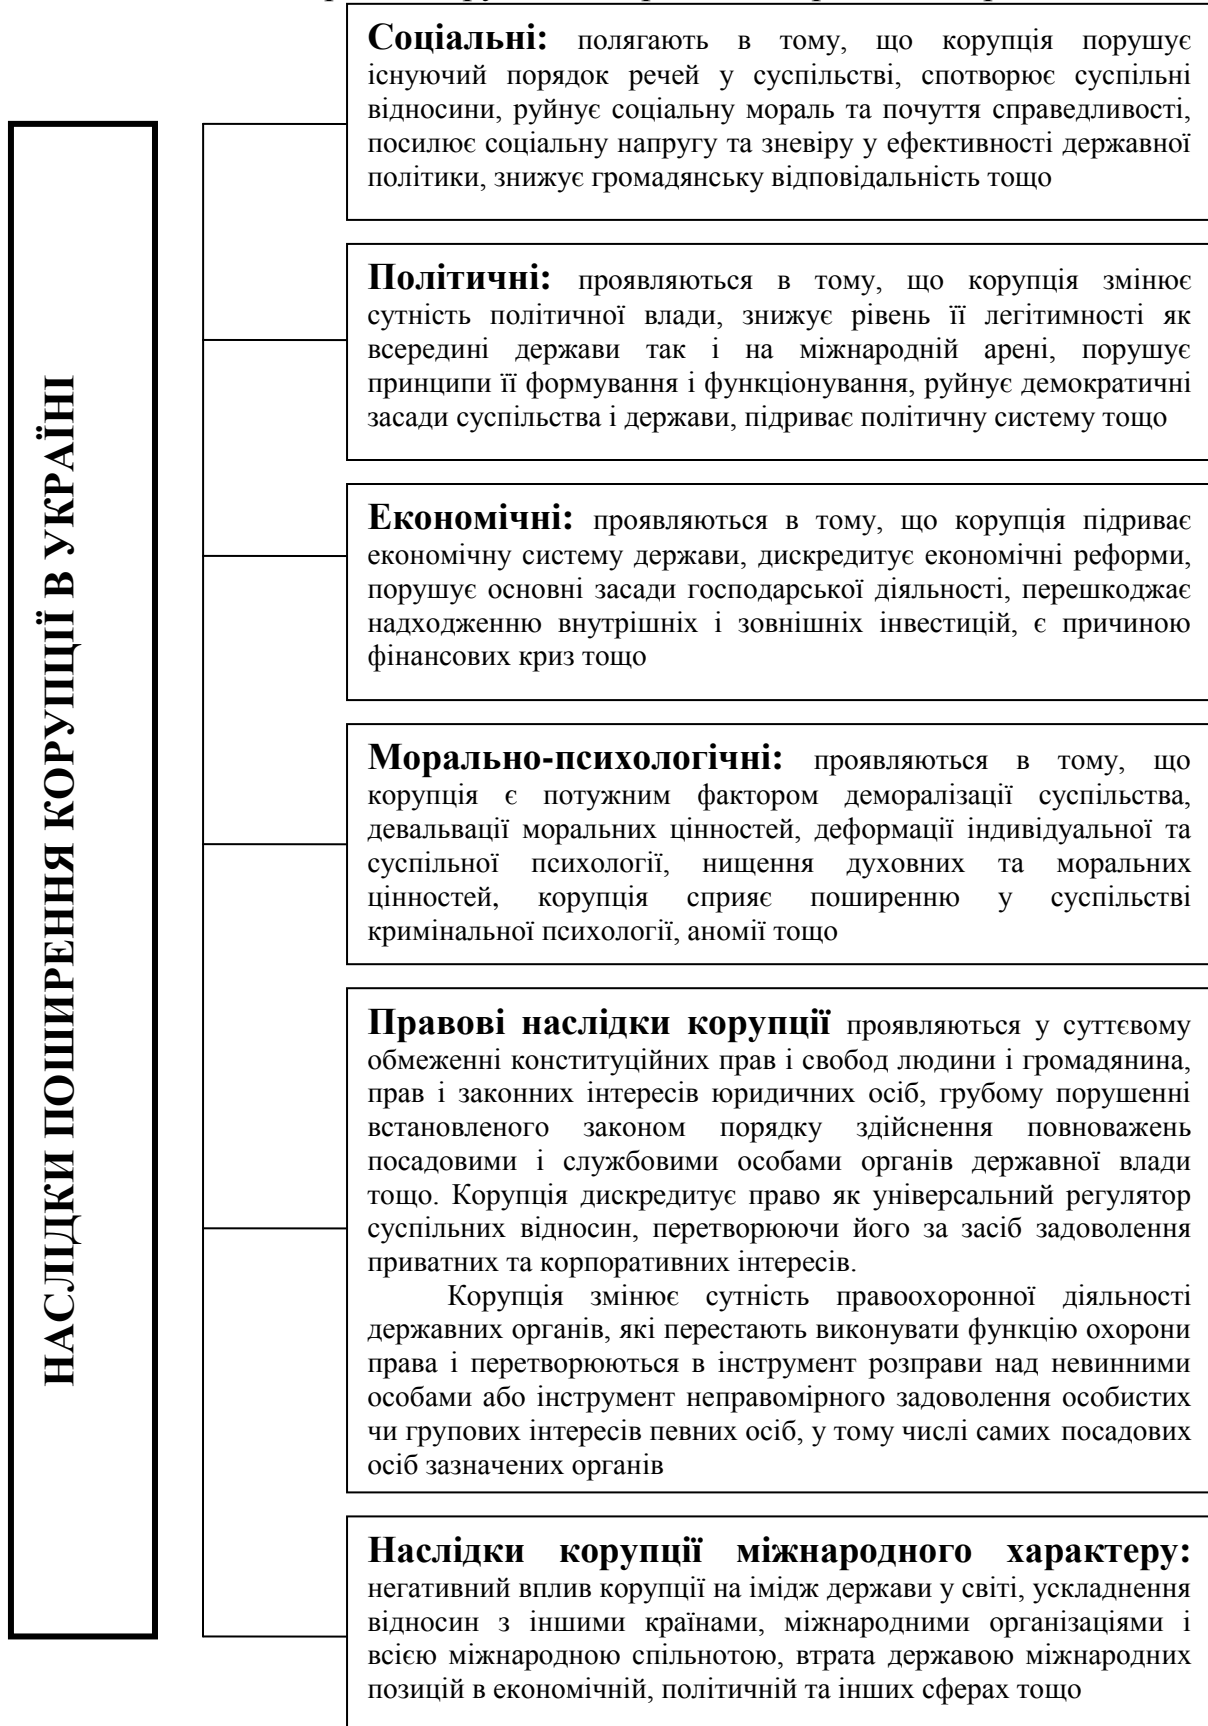 НАСЛІДКИ ПОШИРЕННЯ КОРУПЦІЇ В УКРАЇНІ
Соціальні: полягають в тому, що корупція порушує
існуючий порядок речей у суспільстві, спотворює суспільні
відносини, руйнує соціальну мораль та почуття справедливості,
посилює соціальну напругу та зневіру у ефективності державної
політики, знижує громадянську відповідальність тощо
Політичні: проявляються в тому, що корупція змінює
сутність політичної влади, знижує рівень її легітимності як
всередині держави так і на міжнародній арені, порушує
принципи її формування і функціонування, руйнує демократичні
засади суспільства і держави, підриває політичну систему тощо
Економічні: проявляються в тому, що корупція підриває
економічну систему держави, дискредитує економічні реформи,
порушує основні засади господарської діяльності, перешкоджає
надходженню внутрішніх і зовнішніх інвестицій, є причиною
фінансових криз тощо
Морально-психологічні: проявляються в тому, що
корупція є потужним фактором деморалізації суспільства,
девальвації моральних цінностей, деформації індивідуальної та
суспільної психології, нищення духовних та моральних
цінностей, корупція сприяє поширенню у суспільстві
кримінальної психології, аномії тощо
Правові наслідки корупції проявляються у суттєвому
обмеженні конституційних прав і свобод людини і громадянина,
прав і законних інтересів юридичних осіб, грубому порушенні
встановленого законом порядку здійснення повноважень
посадовими і службовими особами органів державної влади
тощо. Корупція дискредитує право як універсальний регулятор
суспільних відносин, перетворюючи його за засіб задоволення
приватних та корпоративних інтересів.
Корупція змінює сутність правоохоронної діяльності
державних органів, які перестають виконувати функцію охорони
права і перетворюються в інструмент розправи над невинними
особами або інструмент неправомірного задоволення особистих
чи групових інтересів певних осіб, у тому числі самих посадових
осіб зазначених органів
Наслідки корупції міжнародного характеру:
негативний вплив корупції на імідж держави у світі, ускладнення
відносин з іншими країнами, міжнародними організаціями і
всією міжнародною спільнотою, втрата державою міжнародних
позицій в економічній, політичній та інших сферах тощо